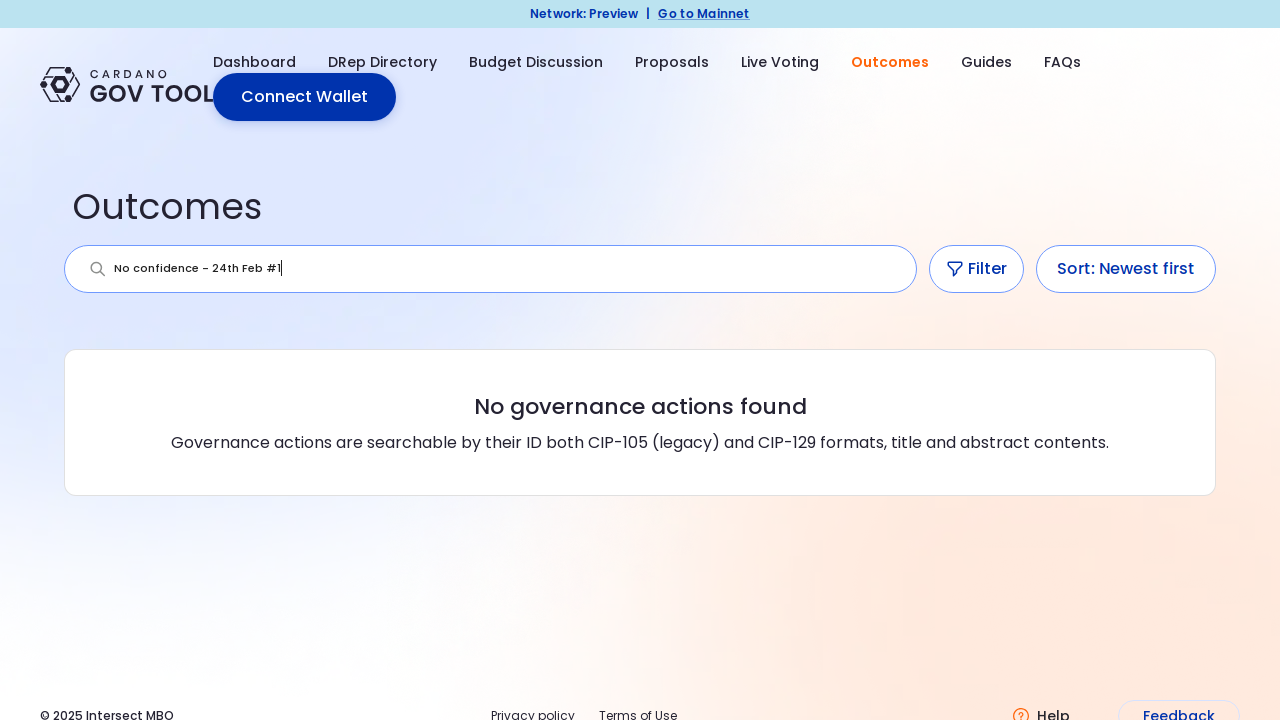 Network: Preview | Go to Mainnet
CARDANO
GOV TOOL
Dashboard DRep Directory Budget Discussion Proposals Live Voting Outcomes Guides FAQs
Connect Wallet
Outcomes
No confidence - 24th Feb #1
Filter
Sort: Newest first
No governance actions found
Governance actions are searchable by their ID both CIP-105 (legacy) and CIP-129 formats, title and abstract contents.
© 2025 Intersect MBO
Privacy policy
Terms of Use
Help
Feedback